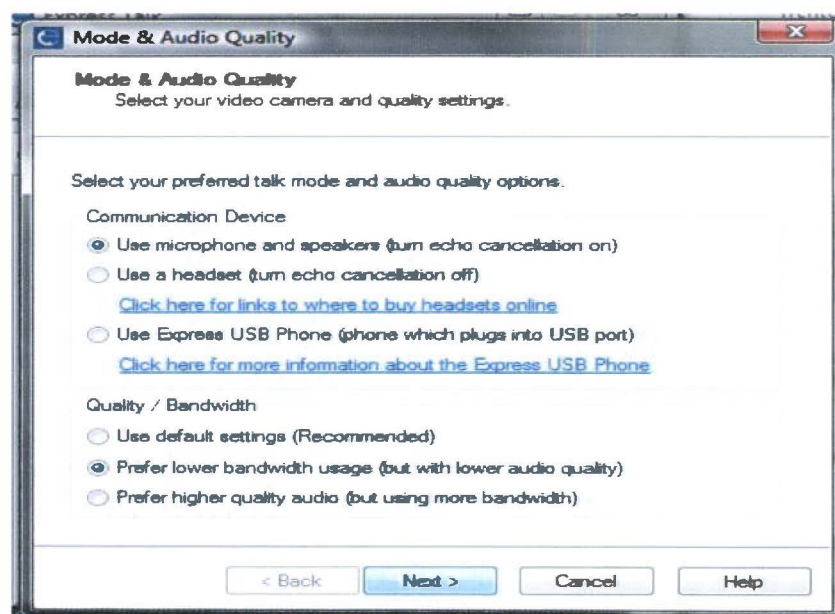 Express Talk
Mode & Audio Quality
Mode & Audio Quality
Select your video camera and quality settings.
Select your preferred talk mode and audio quality options.
Communication Device
Use microphone and speakers (turn echo cancellation on)
Use a headset (turn echo cancellation off)
Click here for links to where to buy headsets online
Use Express USB Phone (phone which plugs into USB port)
Click here for more information about the Express USB Phone
Quality / Bandwidth
Use default settings (Recommended)
Prefer lower bandwidth usage (but with lower audio quality)
Prefer higher quality audio (but using more bandwidth)
< Back Next > Cancel Help